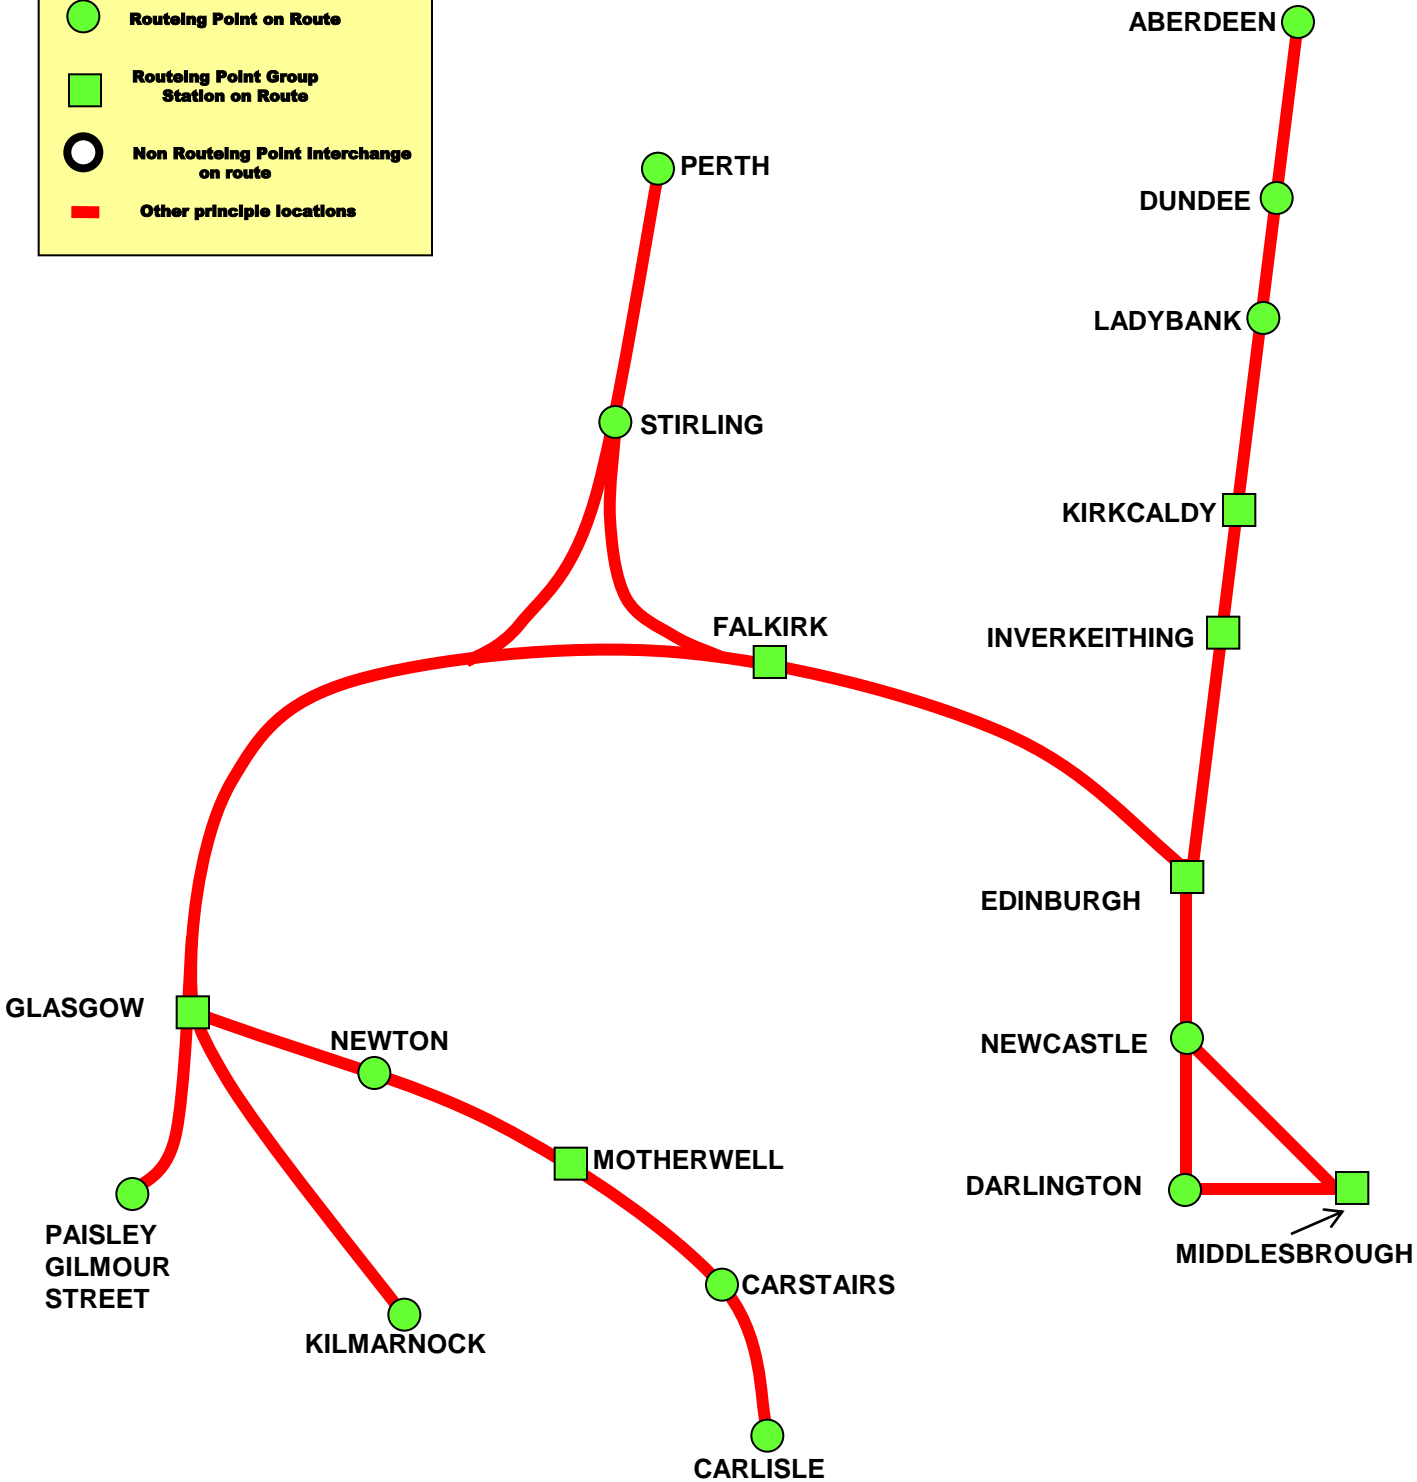 Routeing Point on Route
Routeing Point Group
Station on Route
Non Routeing Point Interchange
on route
Other principle locations
ABERDEEN
PERTH
DUNDEE
LADYBANK
STIRLING
KIRKCALDY
FALKIRK
INVERKEITHING
EDINBURGH
GLASGOW
NEWTON
NEWCASTLE
MOTHERWELL
DARLINGTON
PAISLEY
GILMOUR
STREET
MIDDLESBROUGH
CARSTAIRS
KILMARNOCK
CARLISLE